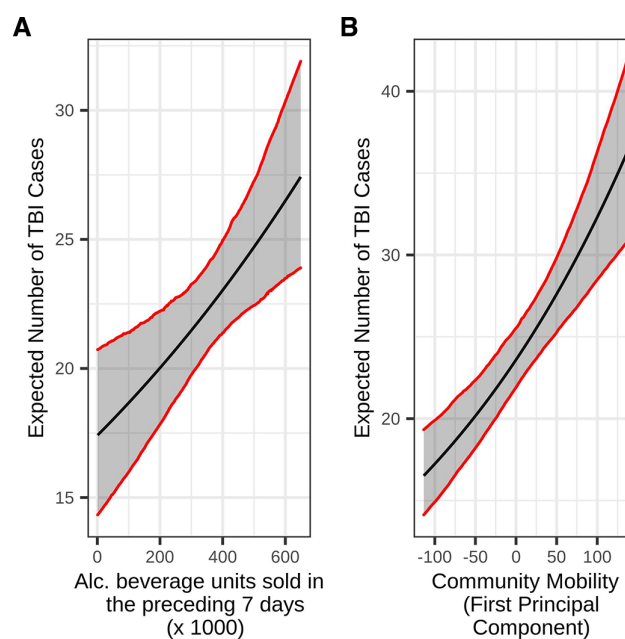 A
Expected Number of TBI Cases
30
25
20
15
0 200 400 600
Alc. beverage units sold in
the preceding 7 days
(x 1000)
B
Expected Number of TBI Cases
40
30
20
-100 -50 0 50 100
Community Mobility
(First Principal
Component)